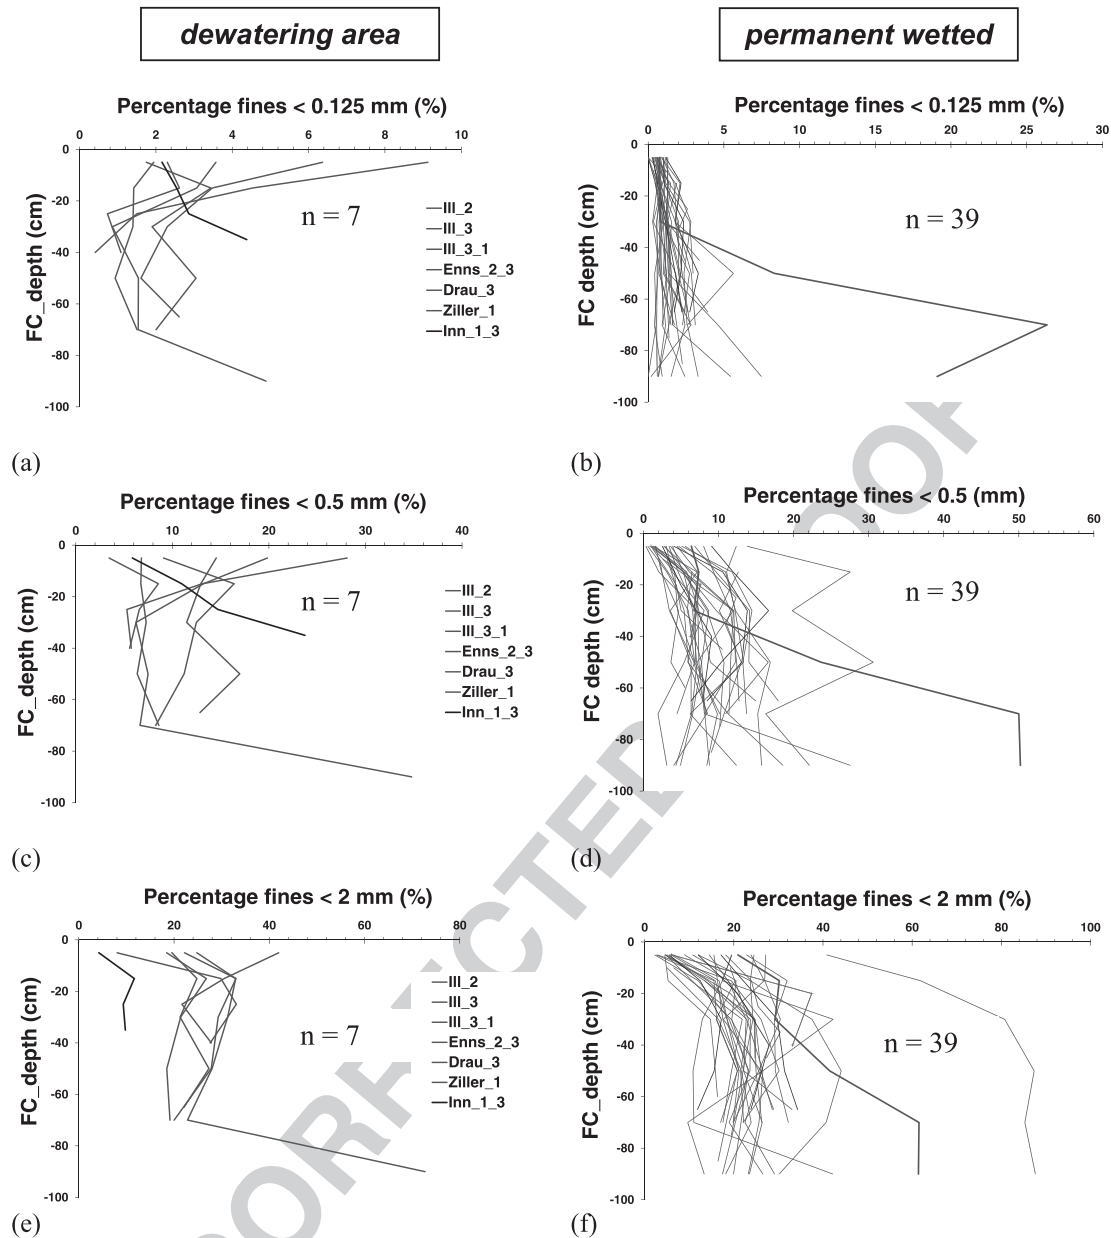 dewatering area
permanent wetted
Percentage fines < 0.125 mm (%)
0 2 4 6 8 10
0
-20
-40
-60
-80
-100
FC_depth (cm)
n = 7
Ill_2
Ill_3
Ill_3_1
Enns_2_3
Drau_3
Ziller_1
Inn_1_3
(a)
Percentage fines < 0.125 mm (%)
0 5 10 15 20 25 30
0
-20
-40
-60
-80
-100
FC depth (cm)
n = 39
(b)
Percentage fines < 0.5 mm (%)
0 10 20 30 40
0
-20
-40
-60
-80
-100
FC_depth (cm)
n = 7
Ill_2
Ill_3
Ill_3_1
Enns_2_3
Drau_3
Ziller_1
Inn_1_3
(c)
Percentage fines < 0.5 (mm)
0 10 20 30 40 50 60
0
-20
-40
-60
-80
-100
FC depth (cm)
n = 39
(d)
Percentage fines < 2 mm (%)
0 20 40 60 80
0
-20
-40
-60
-80
-100
FC_depth (cm)
n = 7
Ill_2
Ill_3
Ill_3_1
Enns_2_3
Drau_3
Ziller_1
Inn_1_3
(e)
Percentage fines < 2 mm (%)
0 20 40 60 80 100
0
-20
-40
-60
-80
-100
FC_depth (cm)
n = 39
(f)